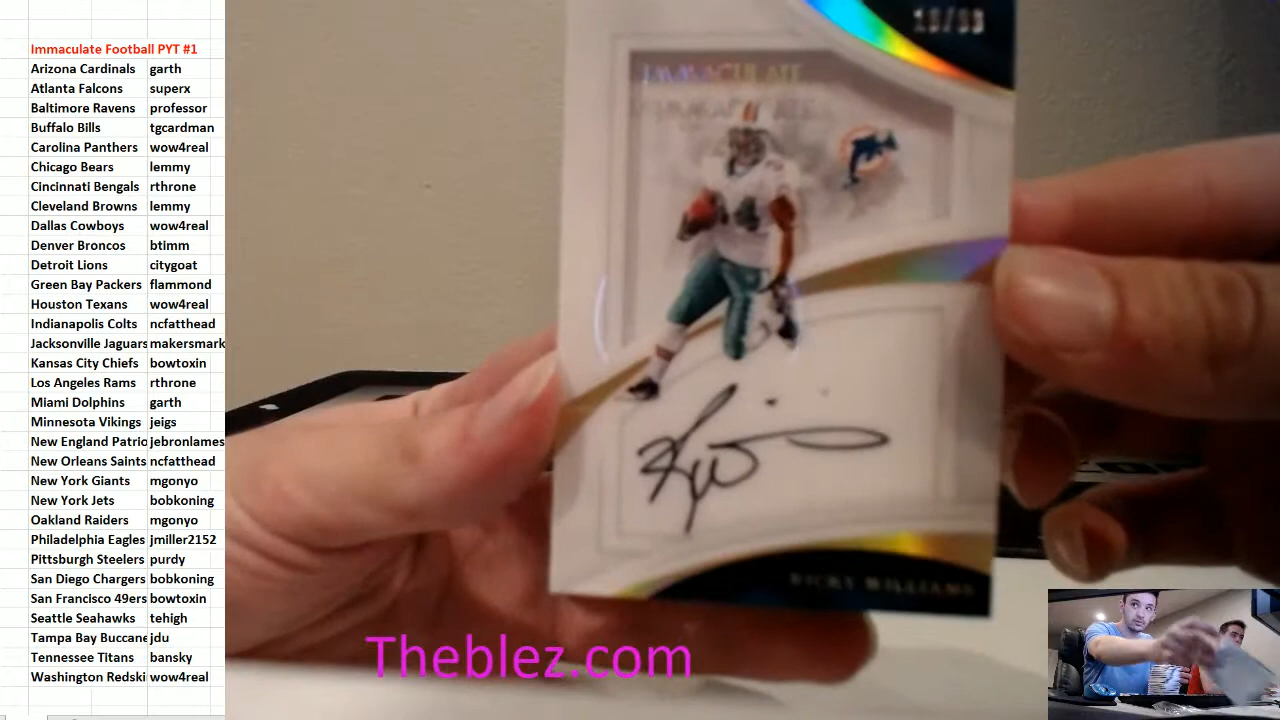 Immaculate Football PYT #1
Arizona Cardinals garth
Atlanta Falcons superx
Baltimore Ravens professor
Buffalo Bills tgcardman
Carolina Panthers wow4real
Chicago Bears lemmy
Cincinnati Bengals rthrone
Cleveland Browns lemmy
Dallas Cowboys wow4real
Denver Broncos btimm
Detroit Lions citygoat
Green Bay Packers flammond
Houston Texans wow4real
Indianapolis Colts ncfatthead
Jacksonville Jaguars makersmark
Kansas City Chiefs bowtoxin
Los Angeles Rams rthrone
Miami Dolphins garth
Minnesota Vikings jeigs
New England Patrio jebronlames
New Orleans Saints ncfatthead
New York Giants mgonyo
New York Jets bobkoning
Oakland Raiders mgonyo
Philadelphia Eagles jmiller2152
Pittsburgh Steelers purdy
San Diego Chargers bobkoning
San Francisco 49ers bowtoxin
Seattle Seahawks tehigh
Tampa Bay Buccane jdu
Tennessee Titans bansky
Washington Redski wow4real
IMMACULATE
RICKY WILLIAMS
Theblez.com